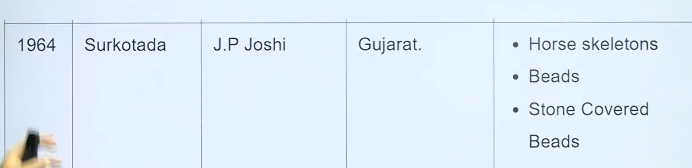 1964 Surkotada J.P Joshi Gujarat. • Horse skeletons
• Beads
• Stone Covered
Beads